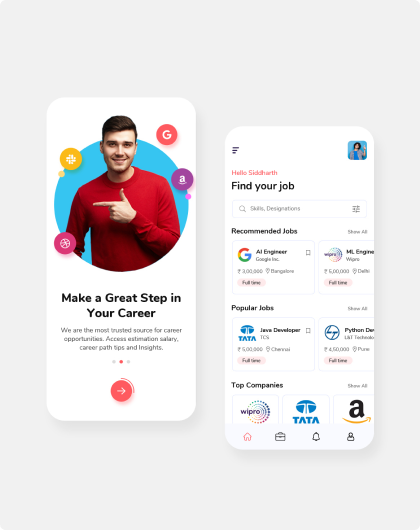 G
a
Make a Great Step in
Your Career
We are the most trusted source for career
opportunities. Access estimation salary,
career path tips and Insights.
Hello Siddharth
Find your job
Skills, Designations
Recommended Jobs
Show All
AI Engineer
Google Inc.
₹ 3,00,000
Bangalore
Full time
wipro
ML Engine
Wipro
₹ 5,00,000
Delhi
Full time
Popular Jobs
Show All
TATA
Java Developer
TCS
₹ 5,00,000
Chennai
Full time
Python Dev
L&T Technolo
₹ 4,50,000
Pune
Full time
Top Companies
Show All
wipro
TATA
a